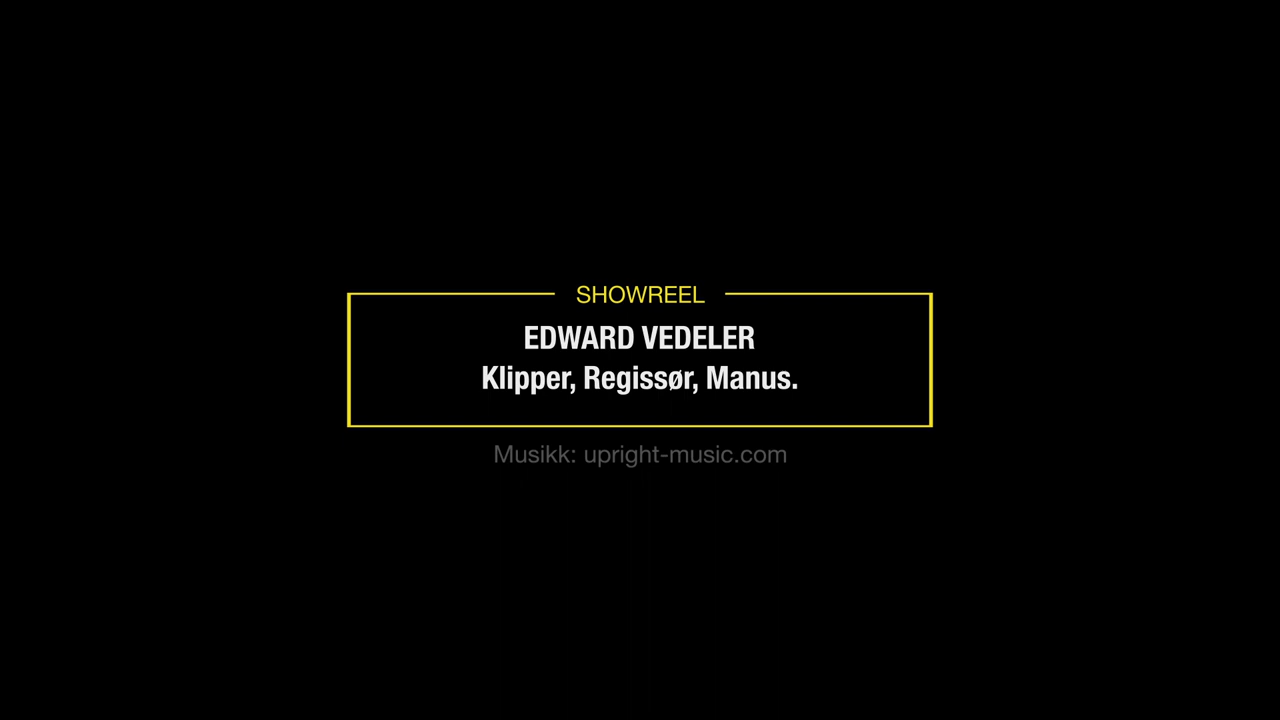 SHOWREEL
EDWARD VEDELER
Klipper, Regissør, Manus.
Musikk: upright-music.com